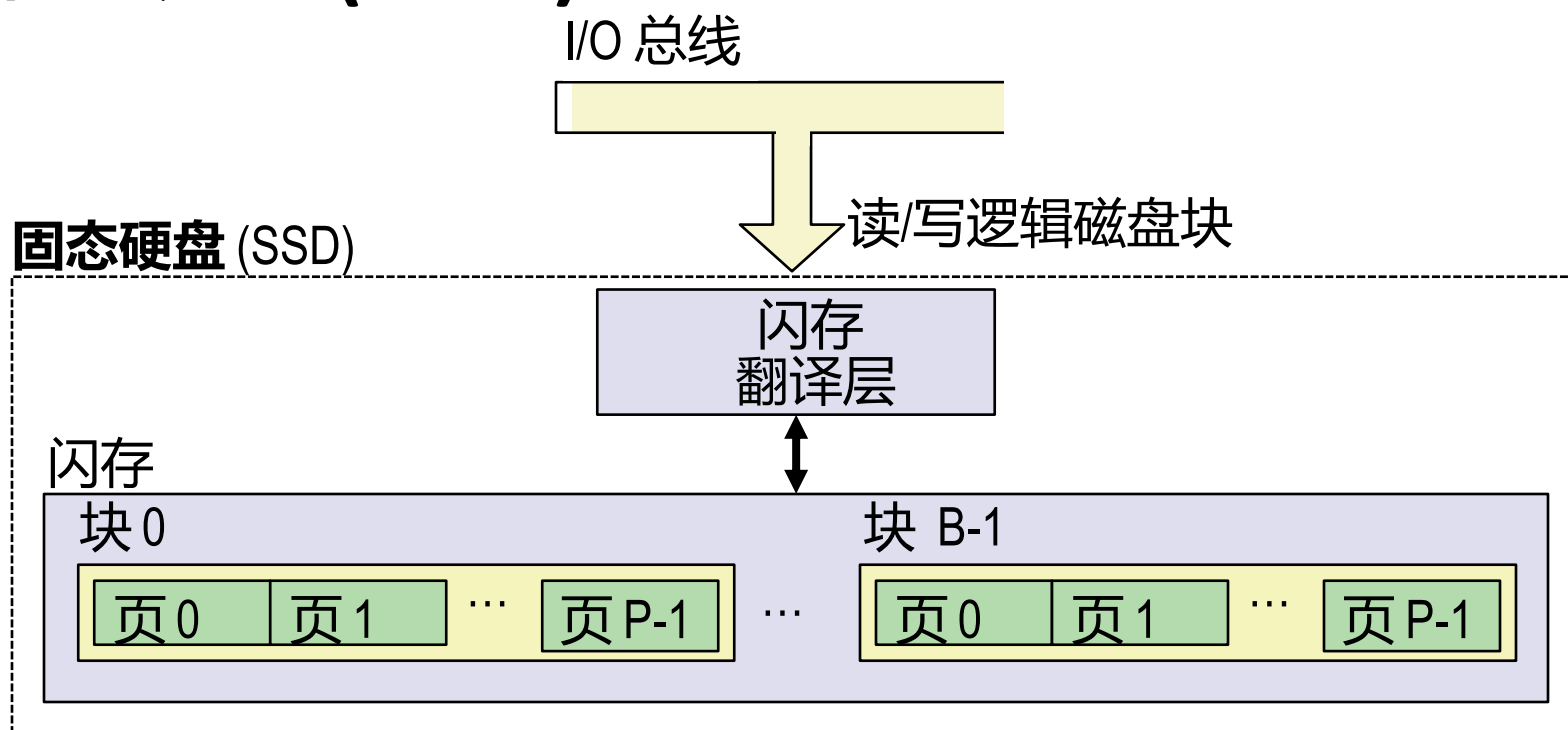 I/O 总线
读/写逻辑磁盘块
固态硬盘 (SSD)
闪存
翻译层
闪存
块 0
块 B-1
页 0 页 1 … 页 P-1 … 页 0 页 1 … 页 P-1